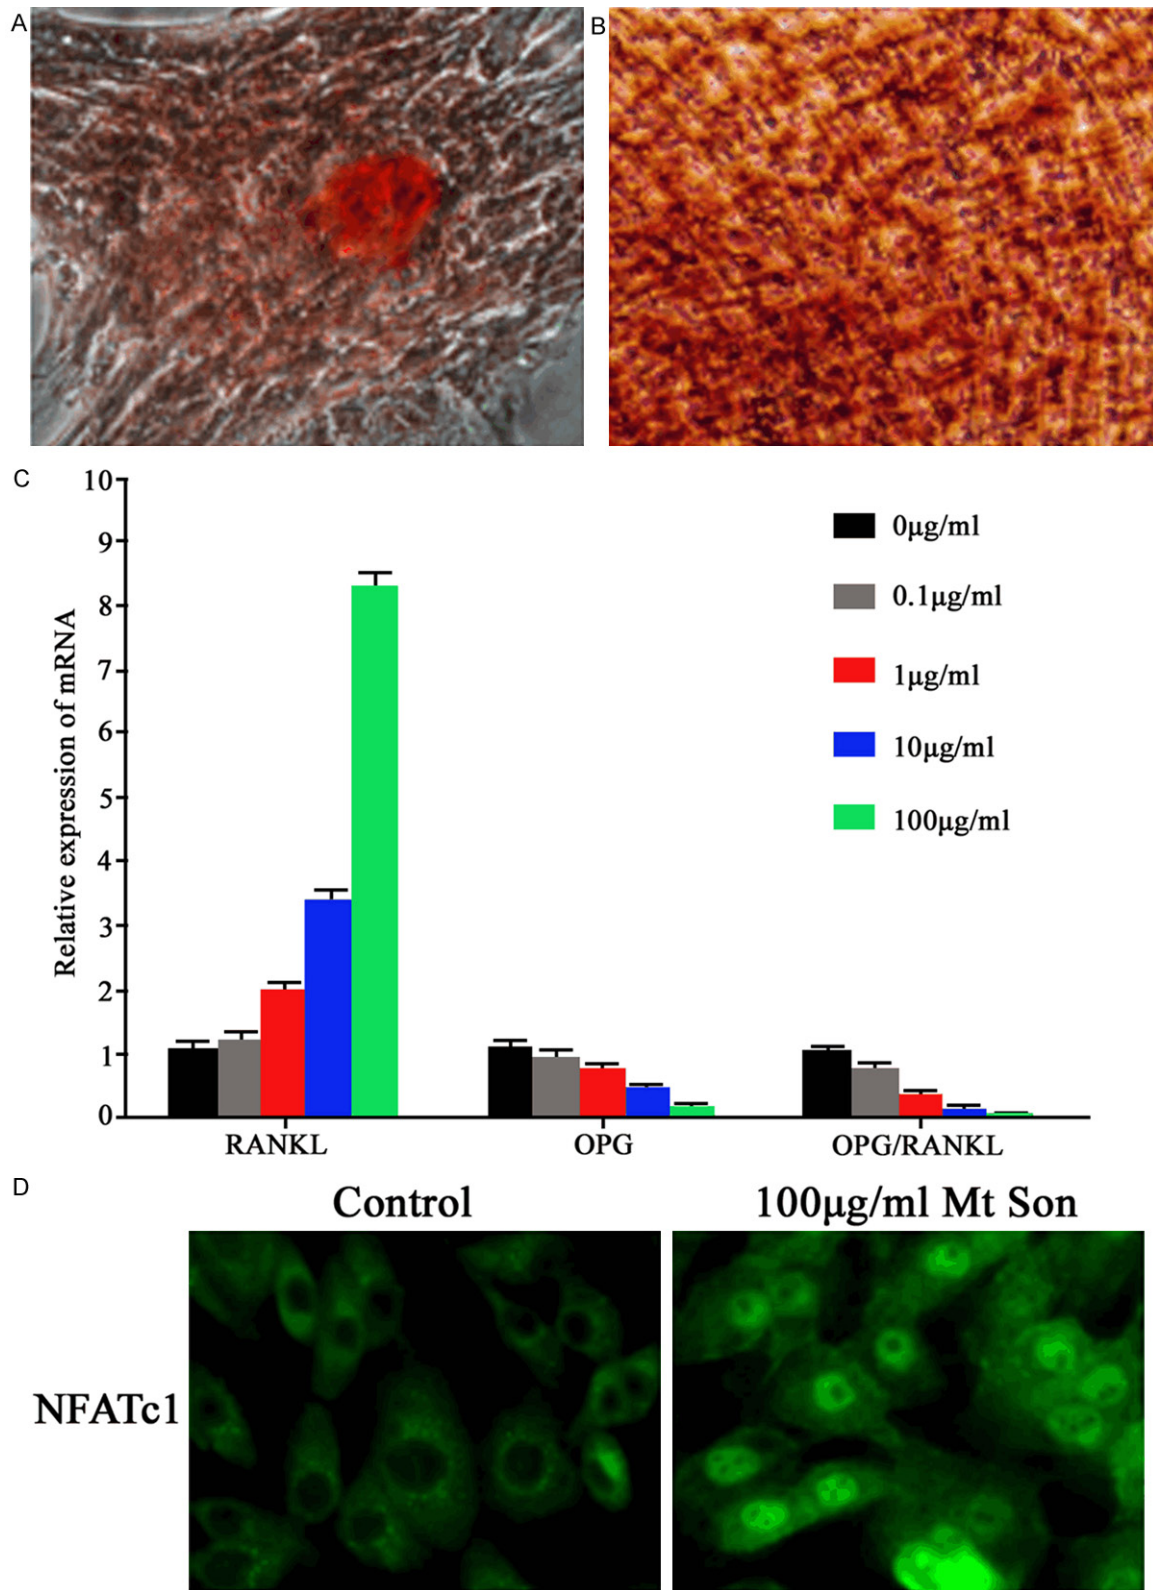 A
B
C
Relative expression of mRNA
10
9
8
7
6
5
4
3
2
1
0
0μg/ml
0.1μg/ml
1μg/ml
10μg/ml
100μg/ml
RANKL
OPG
OPG/RANKL
D
Control
100μg/ml Mt Son
NFATc1